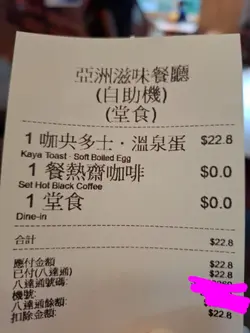 亞洲滋味餐廳
(自助機)
(堂食)
1 咖央多士·溫泉蛋 $22.8
Kaya Toast · Soft Boiled Egg
1 餐熱齋咖啡 $0.0
Set Hot Black Coffee
1 堂食 $0.0
Dine-in
合計 $22.8
應付金額 $22.8
已付(八達通) $22.8
八達通號碼:
機號:
八達通餘額:
扣除金額: $22.8